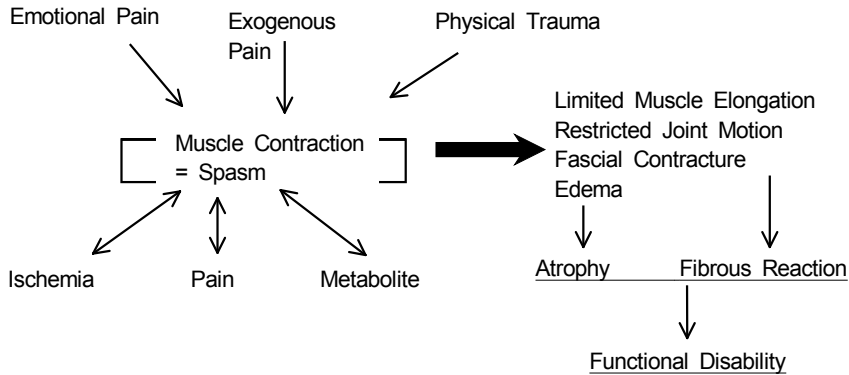 Emotional Pain
Exogenous
Pain
Physical Trauma
Muscle Contraction
= Spasm
Limited Muscle Elongation
Restricted Joint Motion
Fascial Contracture
Edema
Ischemia
Pain
Metabolite
Atrophy
Fibrous Reaction
Functional Disability